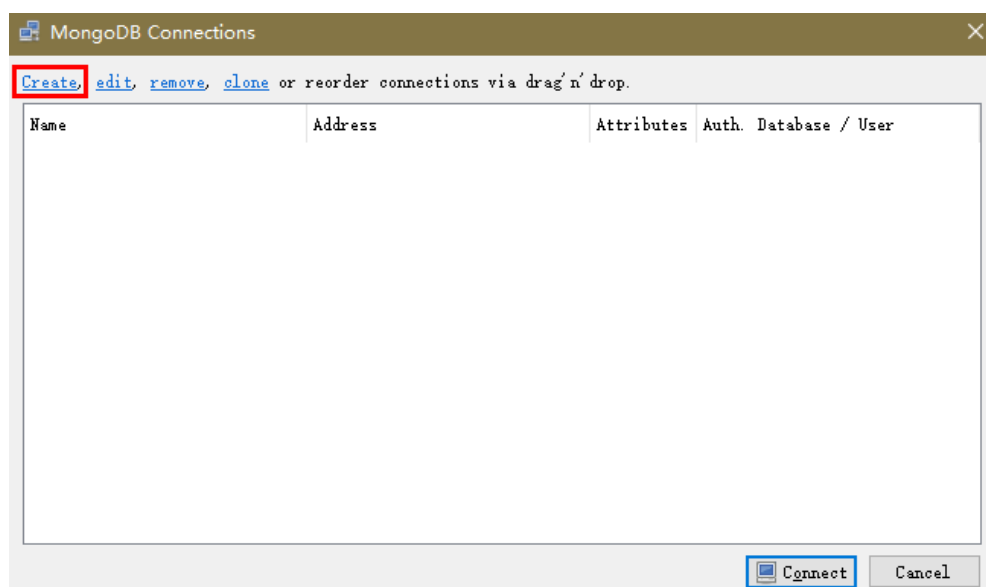 MongoDB Connections
Create, edit, remove, clone or reorder connections via drag'n'drop.
Name Address Attributes Auth. Database / User
Connect Cancel